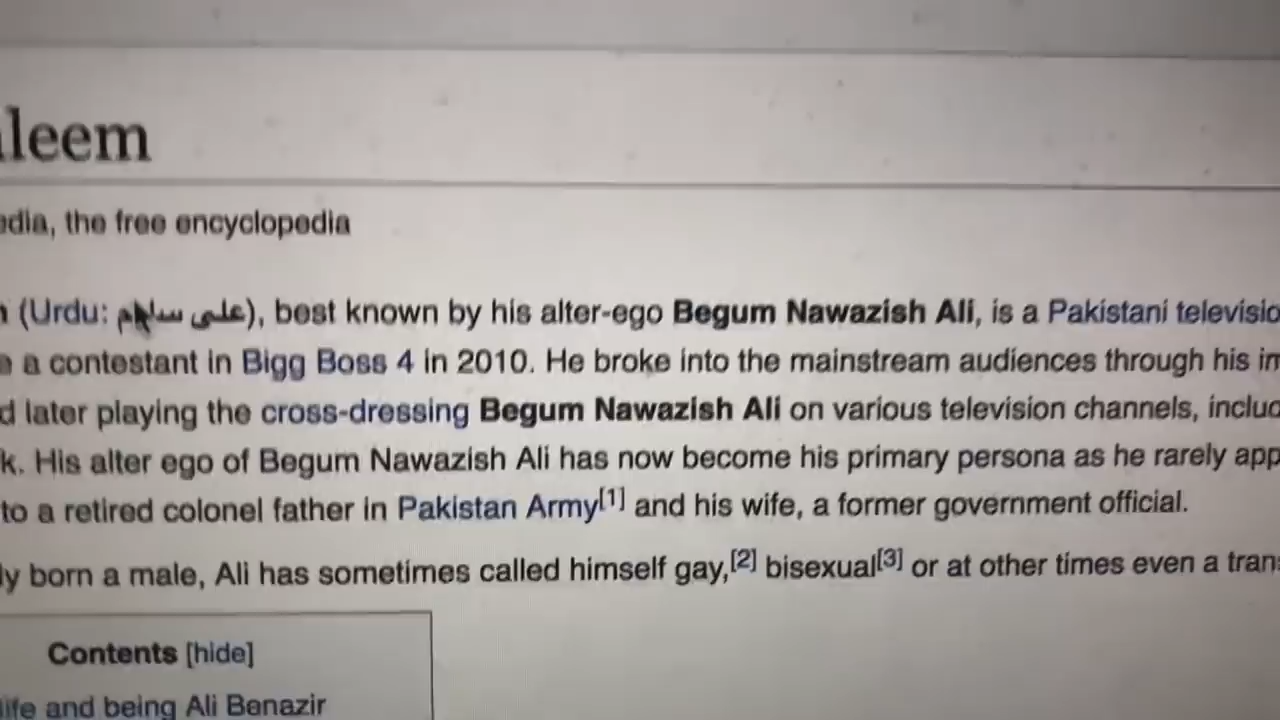 leem
edia, the free encyclopedia
(Urdu: علی سلیم), best known by his alter-ego Begum Nawazish Ali, is a Pakistani televisio
a contestant in Bigg Boss 4 in 2010. He broke into the mainstream audiences through his im
d later playing the cross-dressing Begum Nawazish Ali on various television channels, includ
k. His alter ego of Begum Nawazish Ali has now become his primary persona as he rarely app
to a retired colonel father in Pakistan Army[1] and his wife, a former government official.
ly born a male, Ali has sometimes called himself gay,[2] bisexual[3] or at other times even a trans
Contents [hide]
life and being Ali Benazir